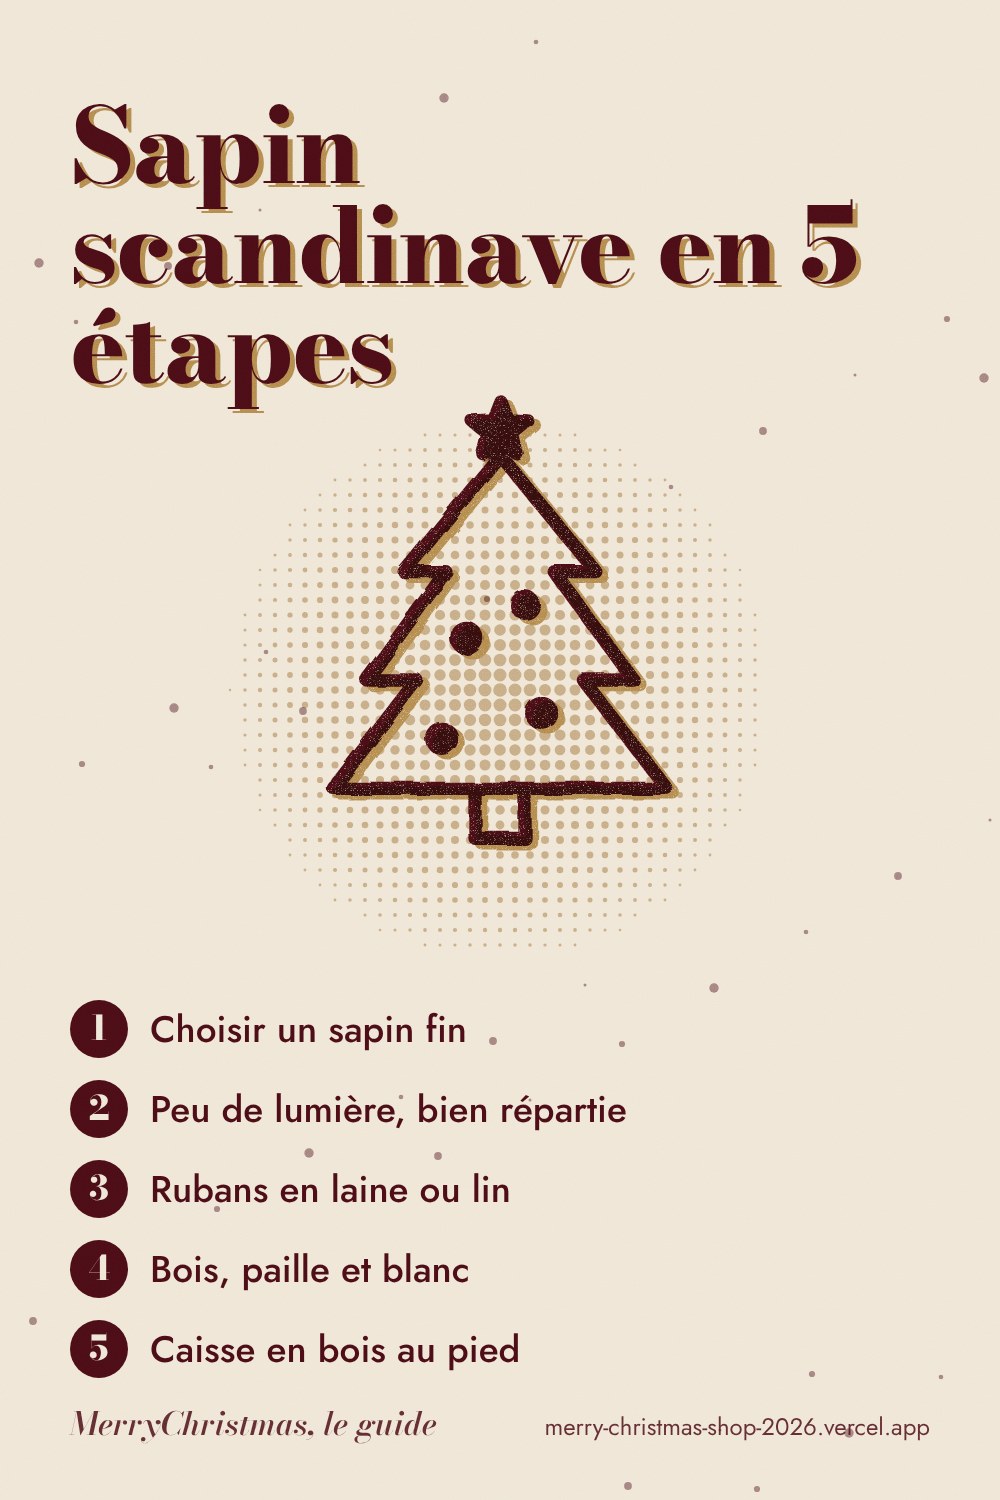 Sapin
scandinave en 5
étapes
1 Choisir un sapin fin
2 Peu de lumière, bien répartie
3 Rubans en laine ou lin
4 Bois, paille et blanc
5 Caisse en bois au pied
MerryChristmas, le guide
merry-christmas-shop-2026.vercel.app